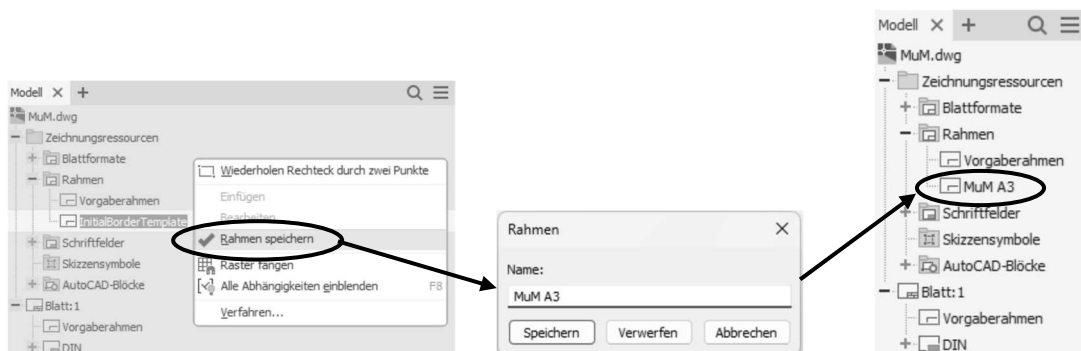 Modell
MuM.dwg
Zeichnungsressourcen
Blattformate
Rahmen
Vorgaberahmen
InitialBorderTemplate
Schriftfelder
Skizzensymbole
AutoCAD-Blöcke
Blatt:1
Vorgaberahmen
DIN
Wiederholen Rechteck durch zwei Punkte
Einfügen
Bearbeiten
Rahmen speichern
Raster fangen
Alle Abhängigkeiten einblenden F8
Verfahren...
Rahmen
Name:
MuM A3
Speichern Verwerfen Abbrechen
Modell
MuM.dwg
Zeichnungsressourcen
Blattformate
Rahmen
Vorgaberahmen
MuM A3
Schriftfelder
Skizzensymbole
AutoCAD-Blöcke
Blatt:1
Vorgaberahmen
DIN